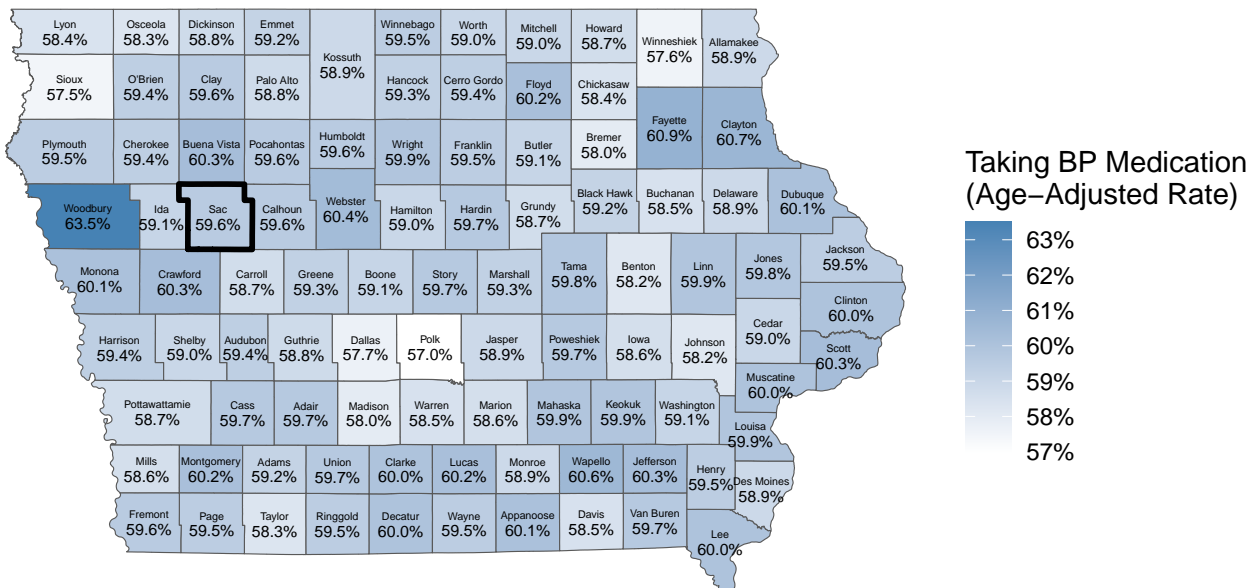 Lyon
58.4%
Osceola
58.3%
Dickinson
58.8%
Emmet
59.2%
Kossuth
58.9%
Winnebago
59.5%
Worth
59.0%
Mitchell
59.0%
Howard
58.7%
Winneshiek
57.6%
Allamakee
58.9%
Sioux
57.5%
O'Brien
59.4%
Clay
59.6%
Palo Alto
58.8%
Hancock
59.3%
Cerro Gordo
59.4%
Floyd
60.2%
Chickasaw
58.4%
Fayette
60.9%
Clayton
60.7%
Plymouth
59.5%
Cherokee
59.4%
Buena Vista
60.3%
Pocahontas
59.6%
Humboldt
59.6%
Wright
59.9%
Franklin
59.5%
Butler
59.1%
Bremer
58.0%
Woodbury
63.5%
Ida
59.1%
Sac
59.6%
Calhoun
59.6%
Webster
60.4%
Hamilton
59.0%
Hardin
59.7%
Grundy
58.7%
Black Hawk
59.2%
Buchanan
58.5%
Delaware
58.9%
Dubuque
60.1%
Monona
60.1%
Crawford
60.3%
Carroll
58.7%
Greene
59.3%
Boone
59.1%
Story
59.7%
Marshall
59.3%
Tama
59.8%
Benton
58.2%
Linn
59.9%
Jones
59.8%
Jackson
59.5%
Clinton
60.0%
Harrison
59.4%
Shelby
59.0%
Audubon
59.4%
Guthrie
58.8%
Dallas
57.7%
Polk
57.0%
Jasper
58.9%
Poweshiek
59.7%
Iowa
58.6%
Johnson
58.2%
Cedar
59.0%
Scott
60.3%
Muscatine
60.0%
Pottawattamie
58.7%
Cass
59.7%
Adair
59.7%
Madison
58.0%
Warren
58.5%
Marion
58.6%
Mahaska
59.9%
Keokuk
59.9%
Washington
59.1%
Louisa
59.9%
Mills
58.6%
Montgomery
60.2%
Adams
59.2%
Union
59.7%
Clarke
60.0%
Lucas
60.2%
Monroe
58.9%
Wapello
60.6%
Jefferson
60.3%
Henry
59.5%
Des Moines
58.9%
Fremont
59.6%
Page
59.5%
Taylor
58.3%
Ringgold
59.5%
Decatur
60.0%
Wayne
59.5%
Appanoose
60.1%
Davis
58.5%
Van Buren
59.7%
Lee
60.0%
Taking BP Medication
(Age−Adjusted Rate)
63%
62%
61%
60%
59%
58%
57%